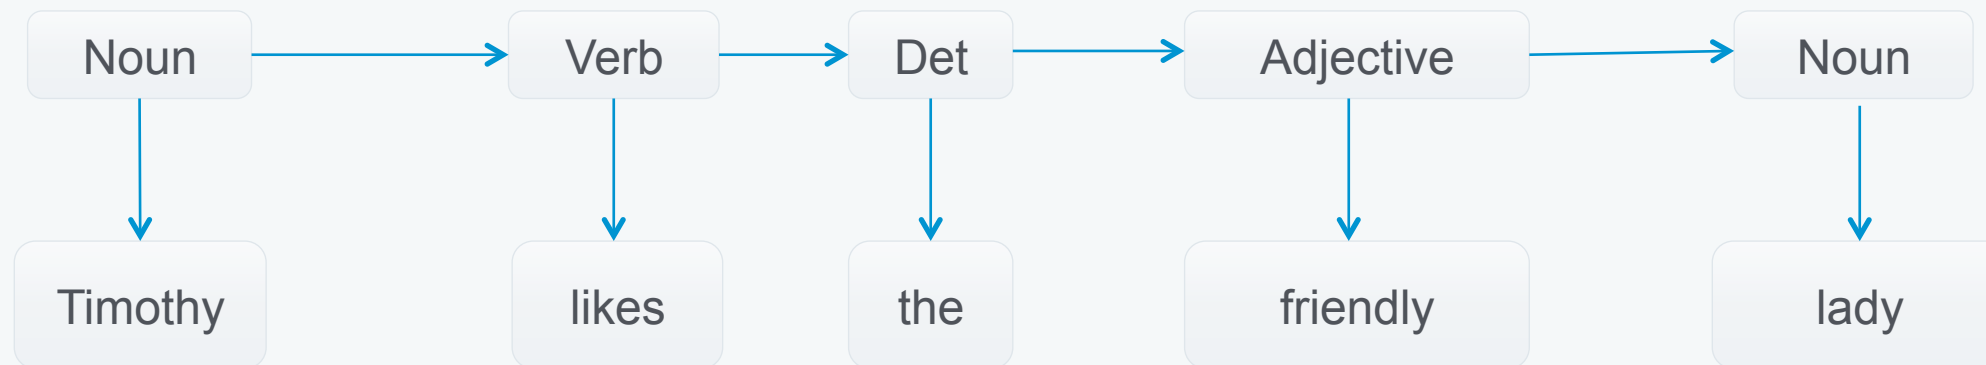 Noun Verb Det Adjective Noun
Timothy likes the friendly lady